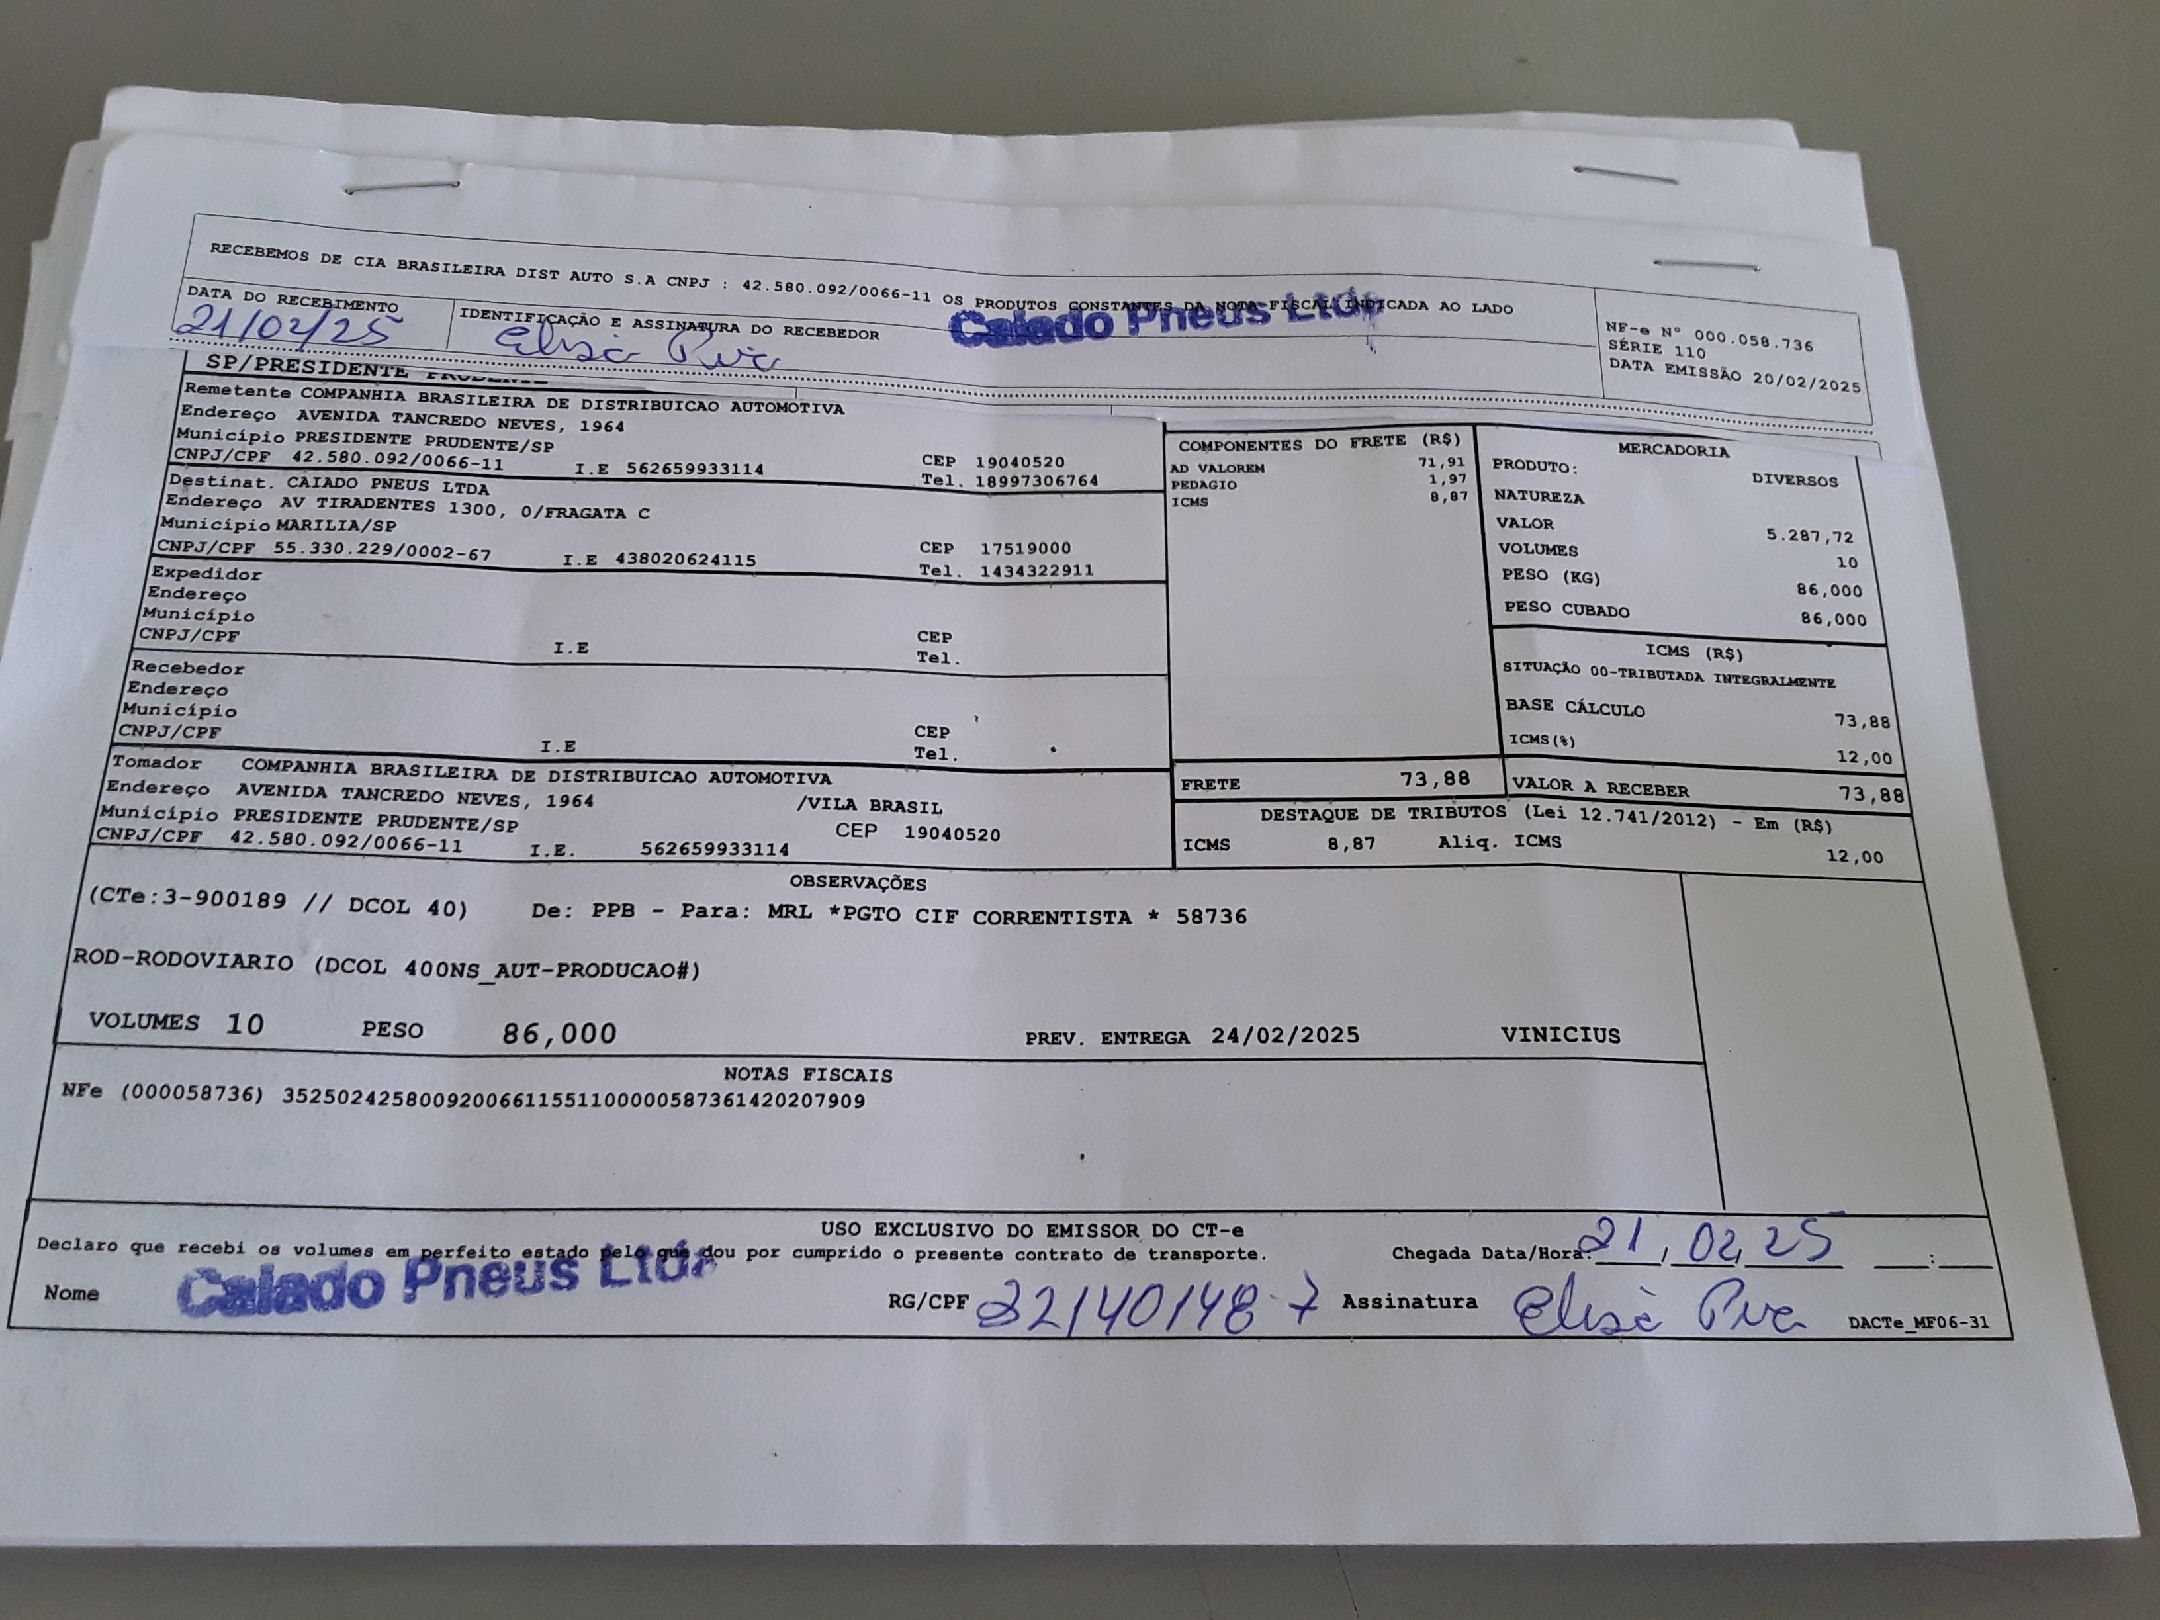 RECEBEMOS DE CIA BRASILEIRA DIST AUTO S.A CNPJ : 42.580.092/0066-11 OS PRODUTOS CONSTANTES DA NOTA FISCAL INDICADA AO LADO
Caiado Pneus Ltda
DATA DO RECEBIMENTO
21/02/25
IDENTIFICAÇÃO E ASSINATURA DO RECEBEDOR
Elisa
NF-e N° 000.058.736
SÉRIE 110
DATA EMISSÃO 20/02/2025
SP/PRESIDENTE PRUDENTE
Remetente COMPANHIA BRASILEIRA DE DISTRIBUICAO AUTOMOTIVA
Endereço AVENIDA TANCREDO NEVES, 1964
Município PRESIDENTE PRUDENTE/SP CEP 19040520
CNPJ/CPF 42.580.092/0066-11 I.E 562659933114 Tel. 18997306764
Destinat. CAIADO PNEUS LTDA
Endereço AV TIRADENTES 1300, 0/FRAGATA C
Município MARILIA/SP CEP 17519000
CNPJ/CPF 55.330.229/0002-67 I.E 438020624115 Tel. 1434322911
Expedidor
Endereço
Município CEP
CNPJ/CPF I.E Tel.
Recebedor
Endereço
Município CEP
CNPJ/CPF I.E Tel.
Tomador COMPANHIA BRASILEIRA DE DISTRIBUICAO AUTOMOTIVA
Endereço AVENIDA TANCREDO NEVES, 1964 /VILA BRASIL
Município PRESIDENTE PRUDENTE/SP CEP 19040520
CNPJ/CPF 42.580.092/0066-11 I.E. 562659933114
COMPONENTES DO FRETE (R$)
AD VALOREM 71,91
PEDAGIO 1,97
ICMS 8,87
FRETE 73,88
MERCADORIA
PRODUTO: DIVERSOS
NATUREZA
VALOR 5.287,72
VOLUMES 10
PESO (KG) 86,000
PESO CUBADO 86,000
ICMS (R$)
SITUAÇÃO 00-TRIBUTADA INTEGRALMENTE
BASE CÁLCULO 73,88
ICMS(%) 12,00
VALOR A RECEBER 73,88
DESTAQUE DE TRIBUTOS (Lei 12.741/2012) - Em (R$)
ICMS 8,87 Aliq. ICMS 12,00
OBSERVAÇÕES
(CTe:3-900189 // DCOL 40) De: PPB - Para: MRL *PGTO CIF CORRENTISTA * 58736
ROD-RODOVIARIO (DCOL 400NS_AUT-PRODUCAO#)
VOLUMES 10 PESO 86,000 PREV. ENTREGA 24/02/2025 VINICIUS
NOTAS FISCAIS
NFe (000058736) 35250242580092006611551100000587361420207909
USO EXCLUSIVO DO EMISSOR DO CT-e
Declaro que recebi os volumes em perfeito estado pelo que dou por cumprido o presente contrato de transporte. Chegada Data/Hora: 21, 02, 25 :
Nome Caiado Pneus Ltda RG/CPF 32140148-7 Assinatura Elisa DACTe_MF06-31